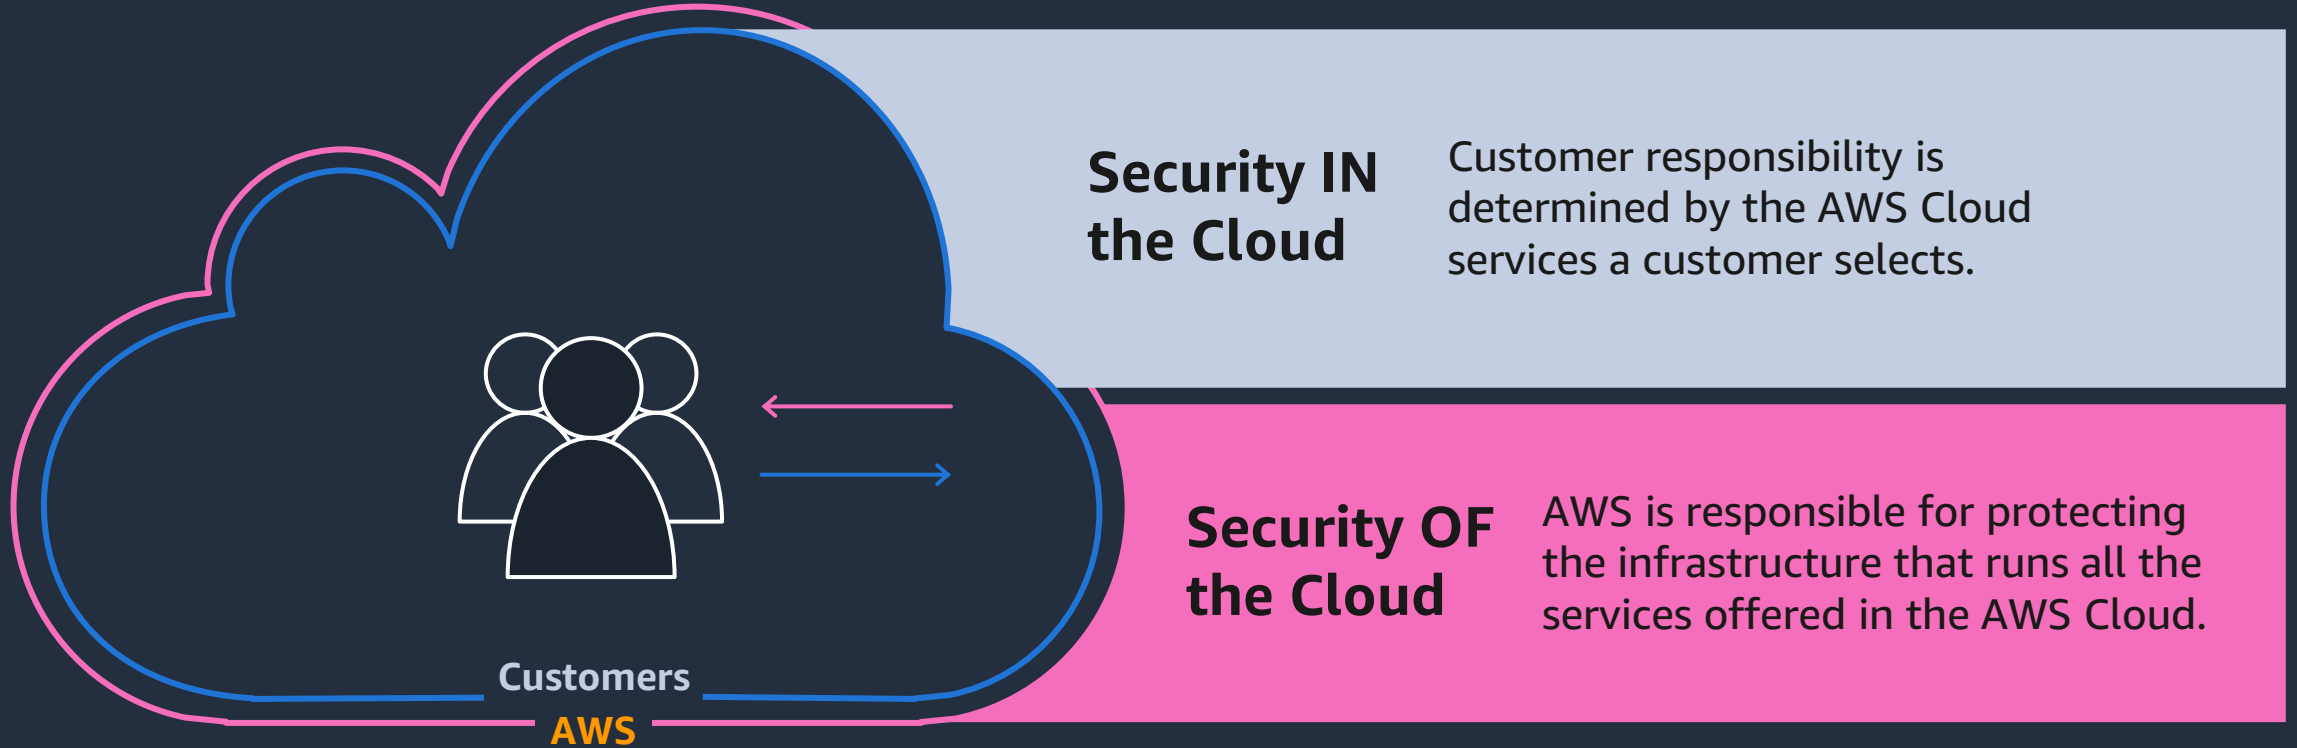 Security IN
the Cloud
Customer responsibility is
determined by the AWS Cloud
services a customer selects.
Security OF
the Cloud
AWS is responsible for protecting
the infrastructure that runs all the
services offered in the AWS Cloud.
Customers
AWS